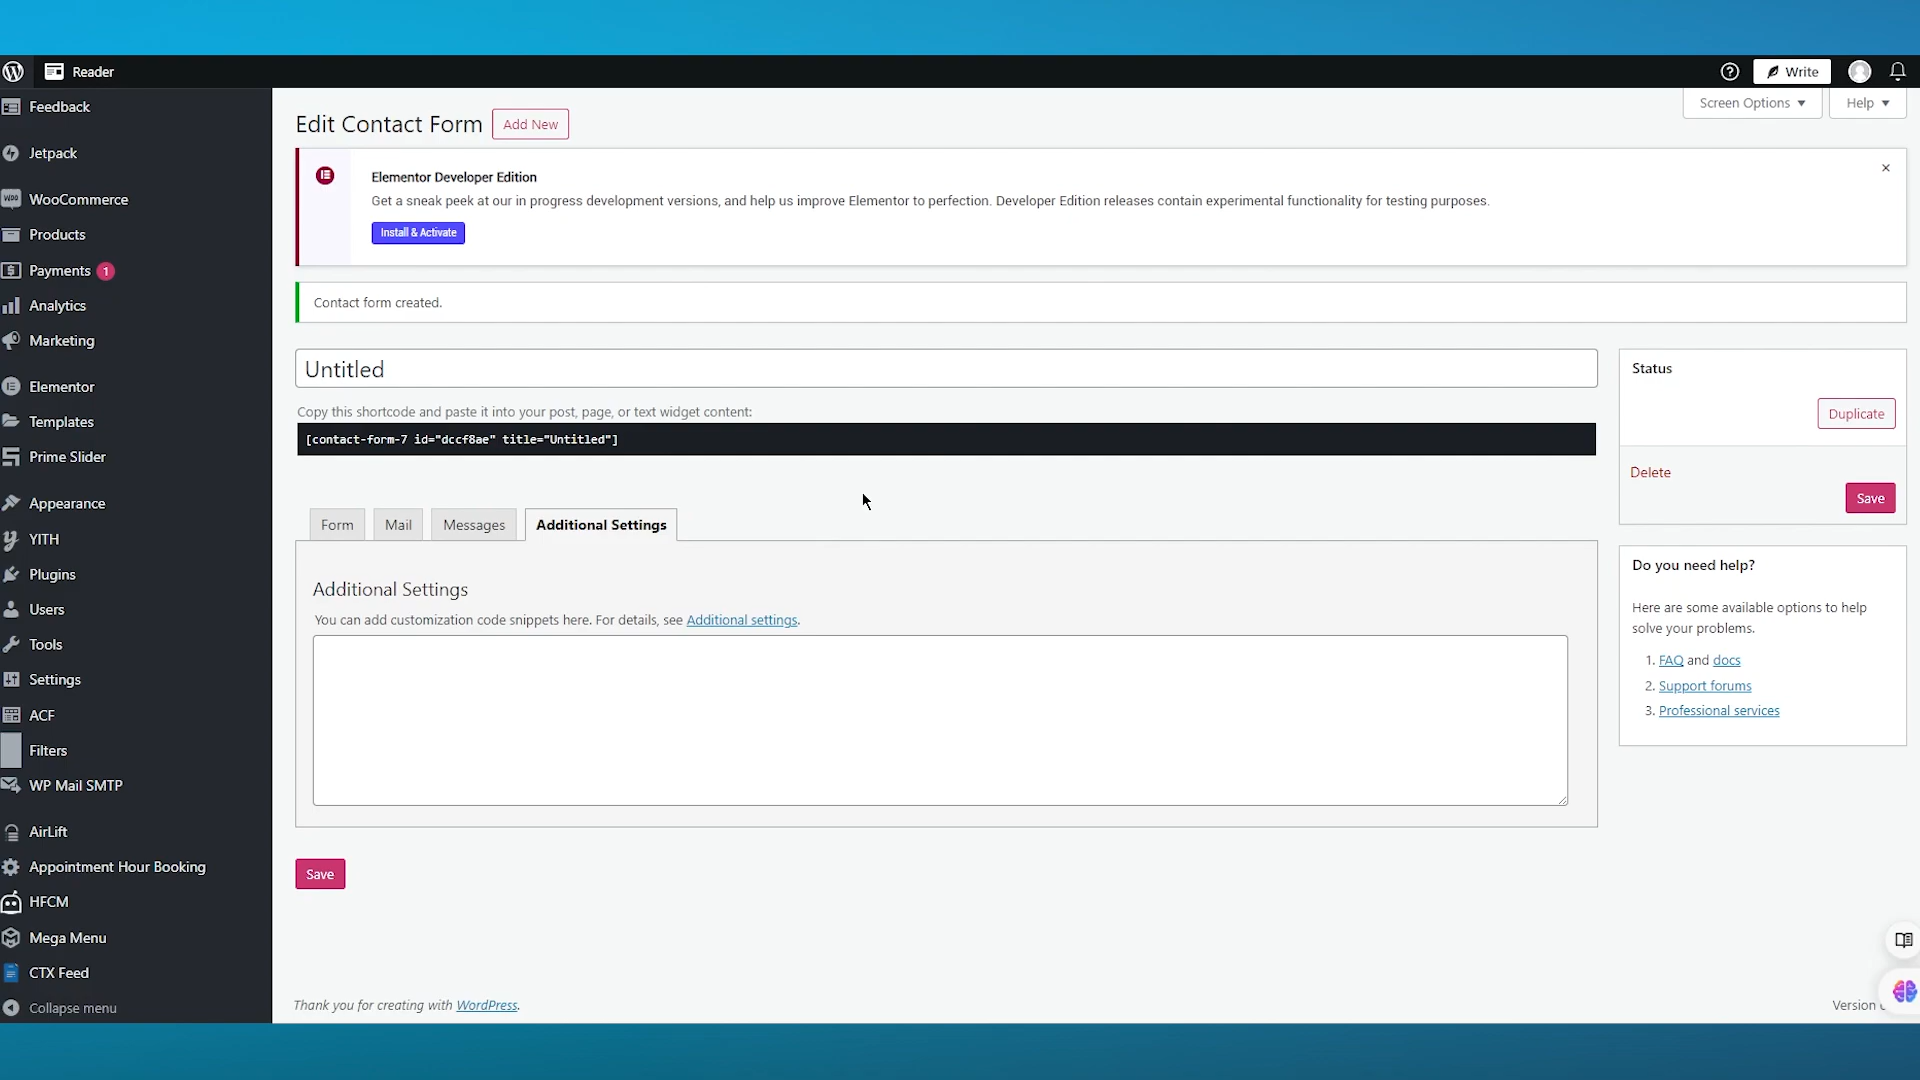 Reader
Write
Feedback
Jetpack
WooCommerce
Products
Payments 1
Analytics
Marketing
Elementor
Templates
Prime Slider
Appearance
YITH
Plugins
Users
Tools
Settings
ACF
Filters
WP Mail SMTP
AirLift
Appointment Hour Booking
HFCM
Mega Menu
CTX Feed
Collapse menu
Screen Options
Help
Edit Contact Form
Add New
Elementor Developer Edition
Get a sneak peek at our in progress development versions, and help us improve Elementor to perfection. Developer Edition releases contain experimental functionality for testing purposes.
Install & Activate
Contact form created.
Untitled
Copy this shortcode and paste it into your post, page, or text widget content:
[contact-form-7 id="dccf8ae" title="Untitled"]
Form
Mail
Messages
Additional Settings
Additional Settings
You can add customization code snippets here. For details, see Additional settings.
Save
Status
Duplicate
Delete
Save
Do you need help?
Here are some available options to help
solve your problems.
1. FAQ and docs
2. Support forums
3. Professional services
Thank you for creating with WordPress.
Version